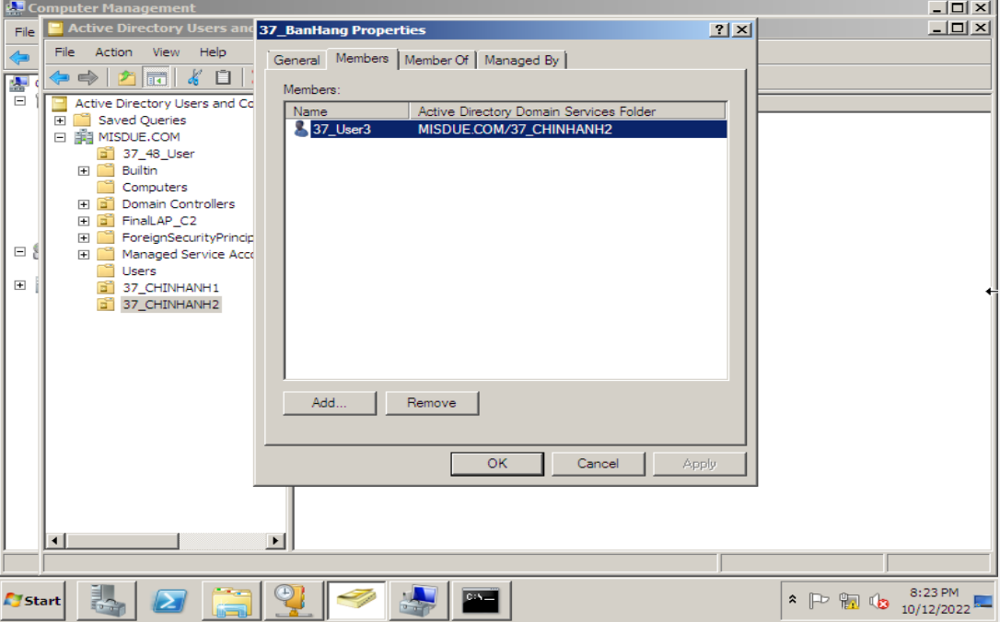 Computer Management
File
Active Directory Users and
File Action View Help
Active Directory Users and Co
Saved Queries
MISDUE.COM
37_48_User
Builtin
Computers
Domain Controllers
FinalLAP_C2
ForeignSecurityPrincip
Managed Service Acco
Users
37_CHINHANH1
37_CHINHANH2
37_BanHang Properties
General Members Member Of Managed By
Members:
Name Active Directory Domain Services Folder
37_User3 MISDUE.COM/37_CHINHANH2
Add... Remove
OK Cancel Apply
Start
C:\_
8:23 PM
10/12/2022